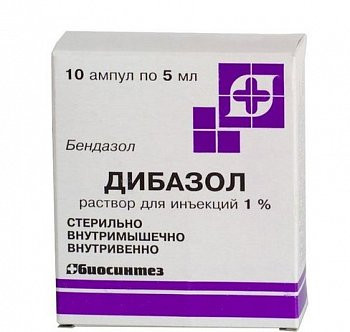 10 ампул по 5 мл
Бендазол
ДИБАЗОЛ
раствор для инъекций 1 %
СТЕРИЛЬНО
ВНУТРИМЫШЕЧНО
ВНУТРИВЕННО
биосинтез